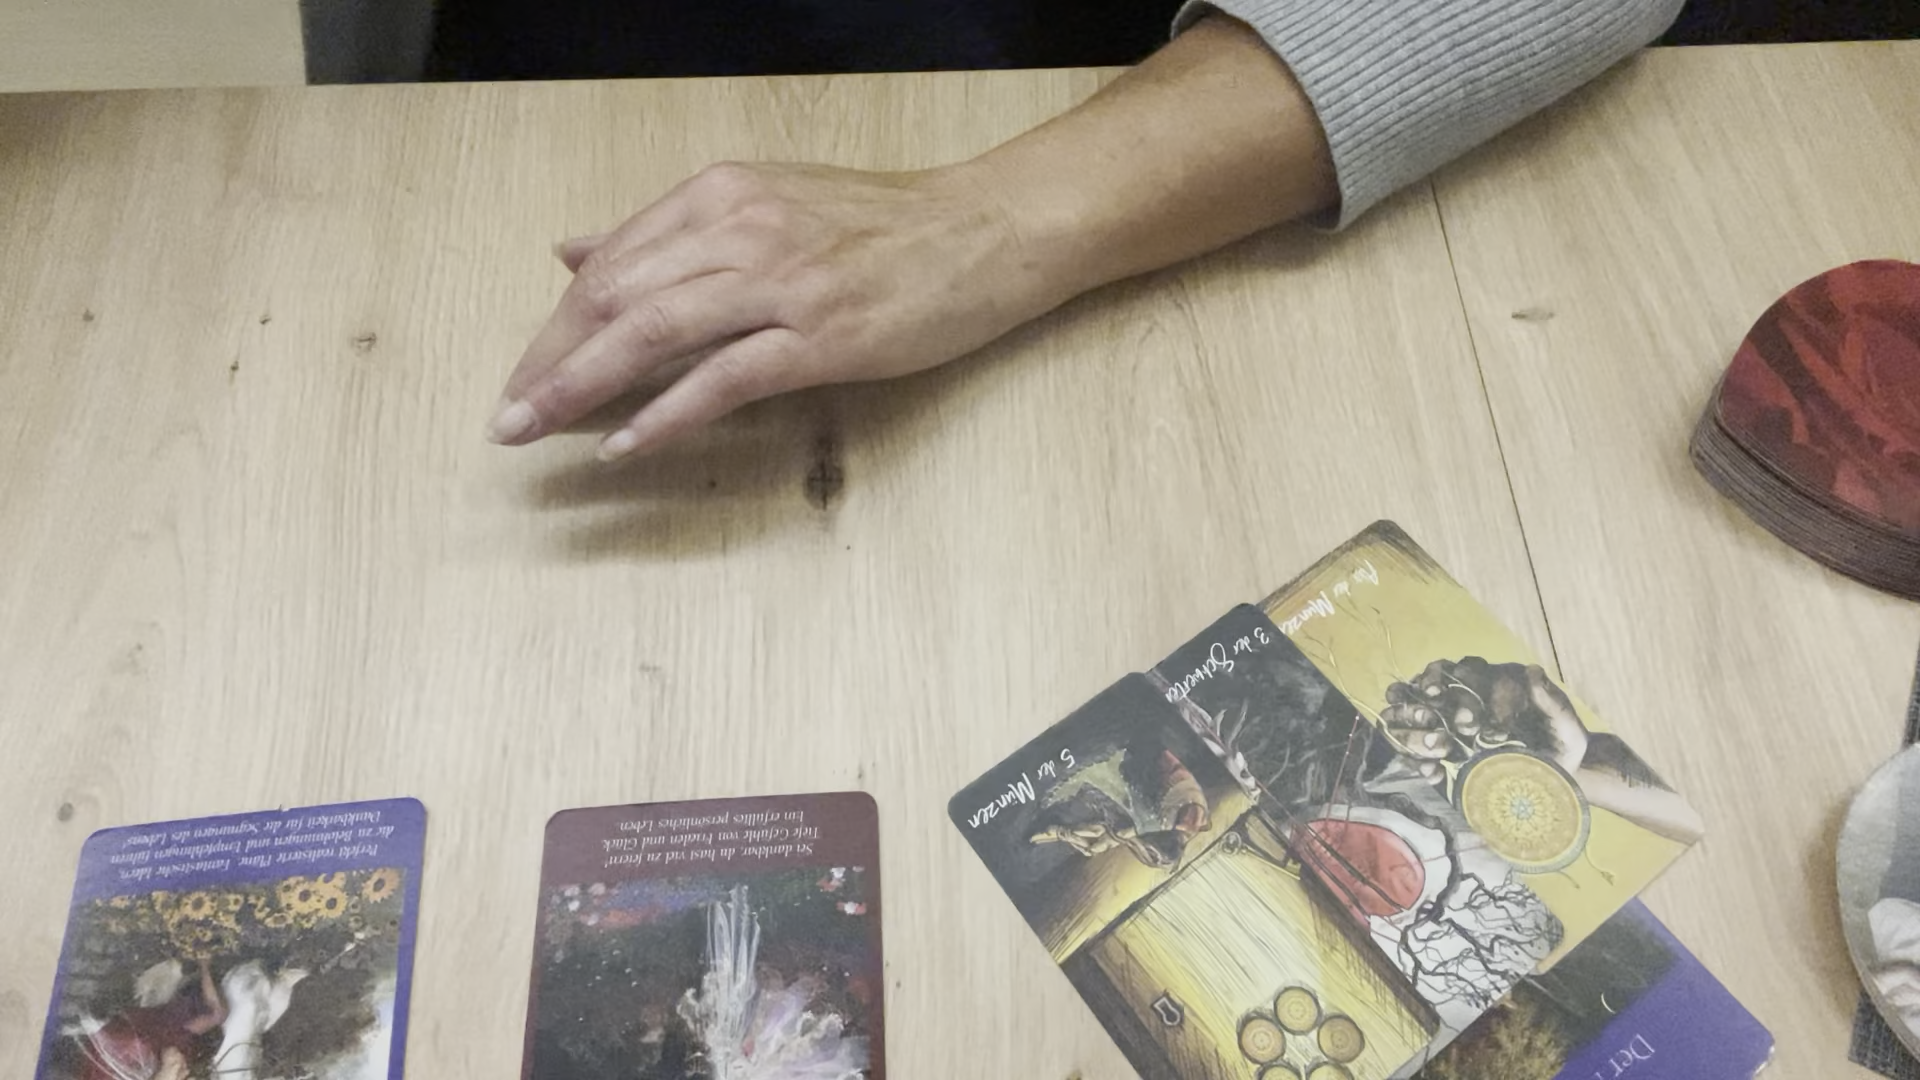 Perfekt realisierte Pläne. Fantastische Ideen,
die zu Belohnungen und Empfehlungen führen.
Dankbarkeit für die Segnungen des Lebens!
Sei dankbar, du hast viel zu feiern!
Tiefe Gefühle von Frieden und Glück.
Ein erfülltes persönliches Leben.
5 der Münzen
3 der Schwerter
der Münzen
Der